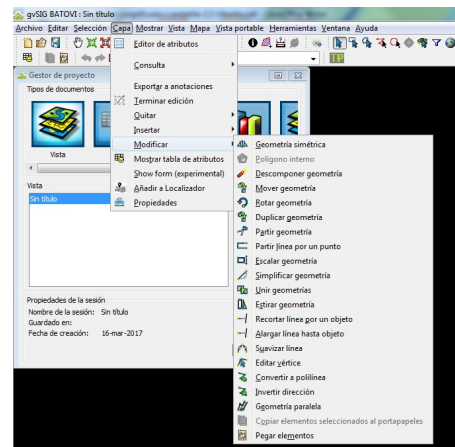 gvSIG BATOVI : Sin título
Archivo Editar Selección Capa Mostrar Vista Mapa Vista portable Herramientas Ventana Ayuda
Editor de atributos
Consulta
Exportar a anotaciones
Terminar edición
Quitar
Insertar
Modificar
Mostrar tabla de atributos
Show form (experimental)
Añadir a Localizador
Propiedades
Gestor de proyecto
Tipos de documentos
Vista
Vista
Sin título
Propiedades de la sesión
Nombre de la sesión: Sin título
Guardado en:
Fecha de creación: 16-mar-2017
Geometría simétrica
Polígono interno
Descomponer geometría
Mover geometría
Rotar geometría
Duplicar geometría
Partir geometría
Partir línea por un punto
Escalar geometría
Simplificar geometría
Unir geometrías
Estirar geometría
Recortar línea por un objeto
Alargar línea hasta objeto
Suavizar línea
Editar vértice
Convertir a polilínea
Invertir dirección
Geometría paralela
Copiar elementos seleccionados al portapapeles
Pegar elementos